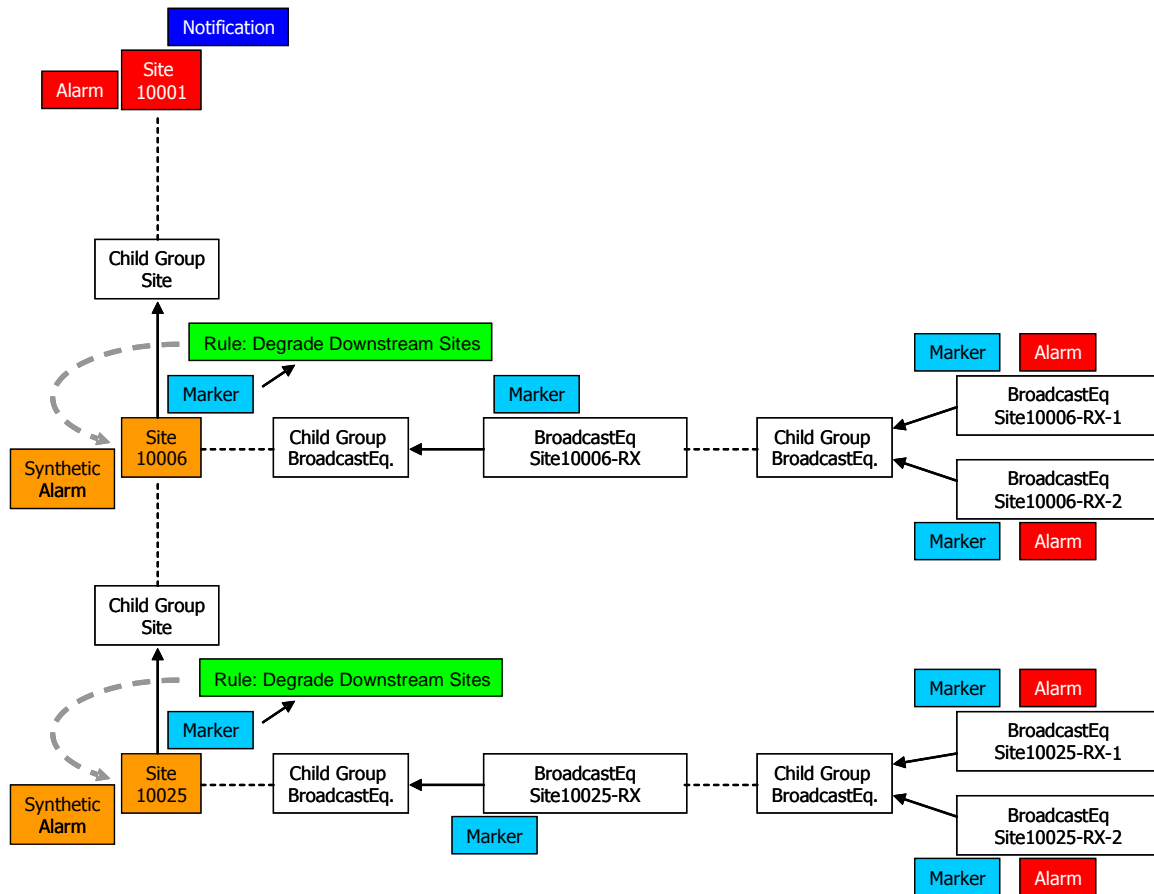 Notification
Site
10001
Alarm
Child Group
Site
Rule: Degrade Downstream Sites
Marker
Marker
Marker
Alarm
BroadcastEq
Site10006-RX-1
Site
10006
Child Group
BroadcastEq.
BroadcastEq
Site10006-RX
Child Group
BroadcastEq.
Synthetic
Alarm
BroadcastEq
Site10006-RX-2
Marker
Alarm
Child Group
Site
Rule: Degrade Downstream Sites
Marker
Marker
Alarm
BroadcastEq
Site10025-RX-1
Site
10025
Child Group
BroadcastEq.
BroadcastEq
Site10025-RX
Child Group
BroadcastEq.
Synthetic
Alarm
Marker
BroadcastEq
Site10025-RX-2
Marker
Alarm